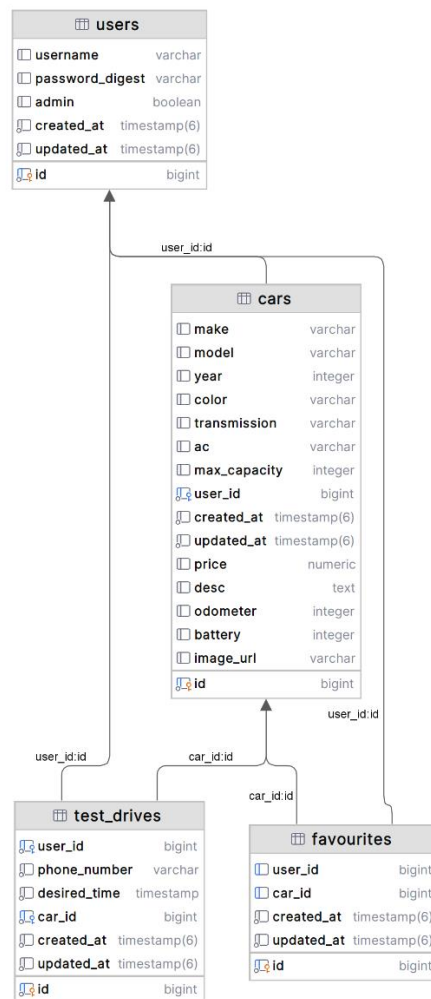 users
username varchar
password_digest varchar
admin boolean
created_at timestamp(6)
updated_at timestamp(6)
id bigint
user_id:id
cars
make varchar
model varchar
year integer
color varchar
transmission varchar
ac varchar
max_capacity integer
user_id bigint
created_at timestamp(6)
updated_at timestamp(6)
price numeric
desc text
odometer integer
battery integer
image_url varchar
id bigint
user_id:id
user_id:id
car_id:id
car_id:id
test_drives
user_id bigint
phone_number varchar
desired_time timestamp
car_id bigint
created_at timestamp(6)
updated_at timestamp(6)
id bigint
favourites
user_id bigint
car_id bigint
created_at timestamp(6)
updated_at timestamp(6)
id bigint